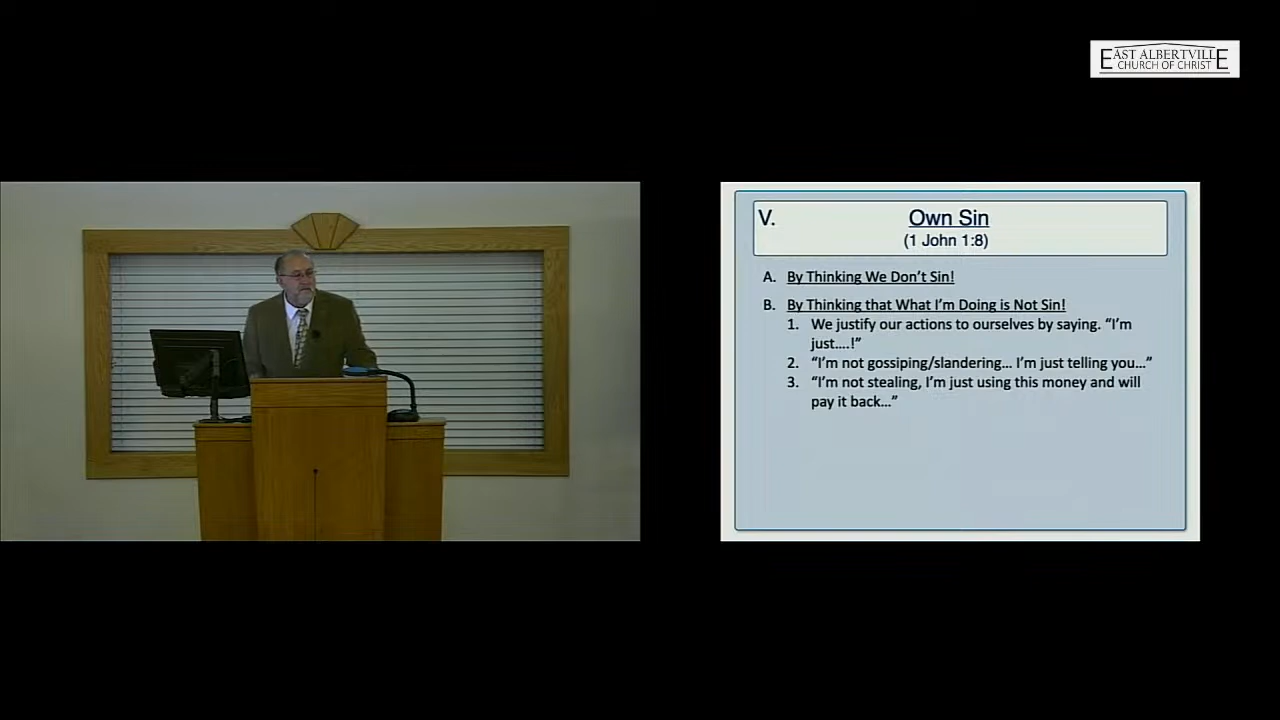 EAST ALBERTVILLE
CHURCH OF CHRIST
V. Own Sin
(1 John 1:8)
A. By Thinking We Don't Sin!
B. By Thinking that What I'm Doing is Not Sin!
1. We justify our actions to ourselves by saying. “I'm
just....!”
2. “I'm not gossiping/slandering... I'm just telling you...”
3. “I'm not stealing, I'm just using this money and will
pay it back...”